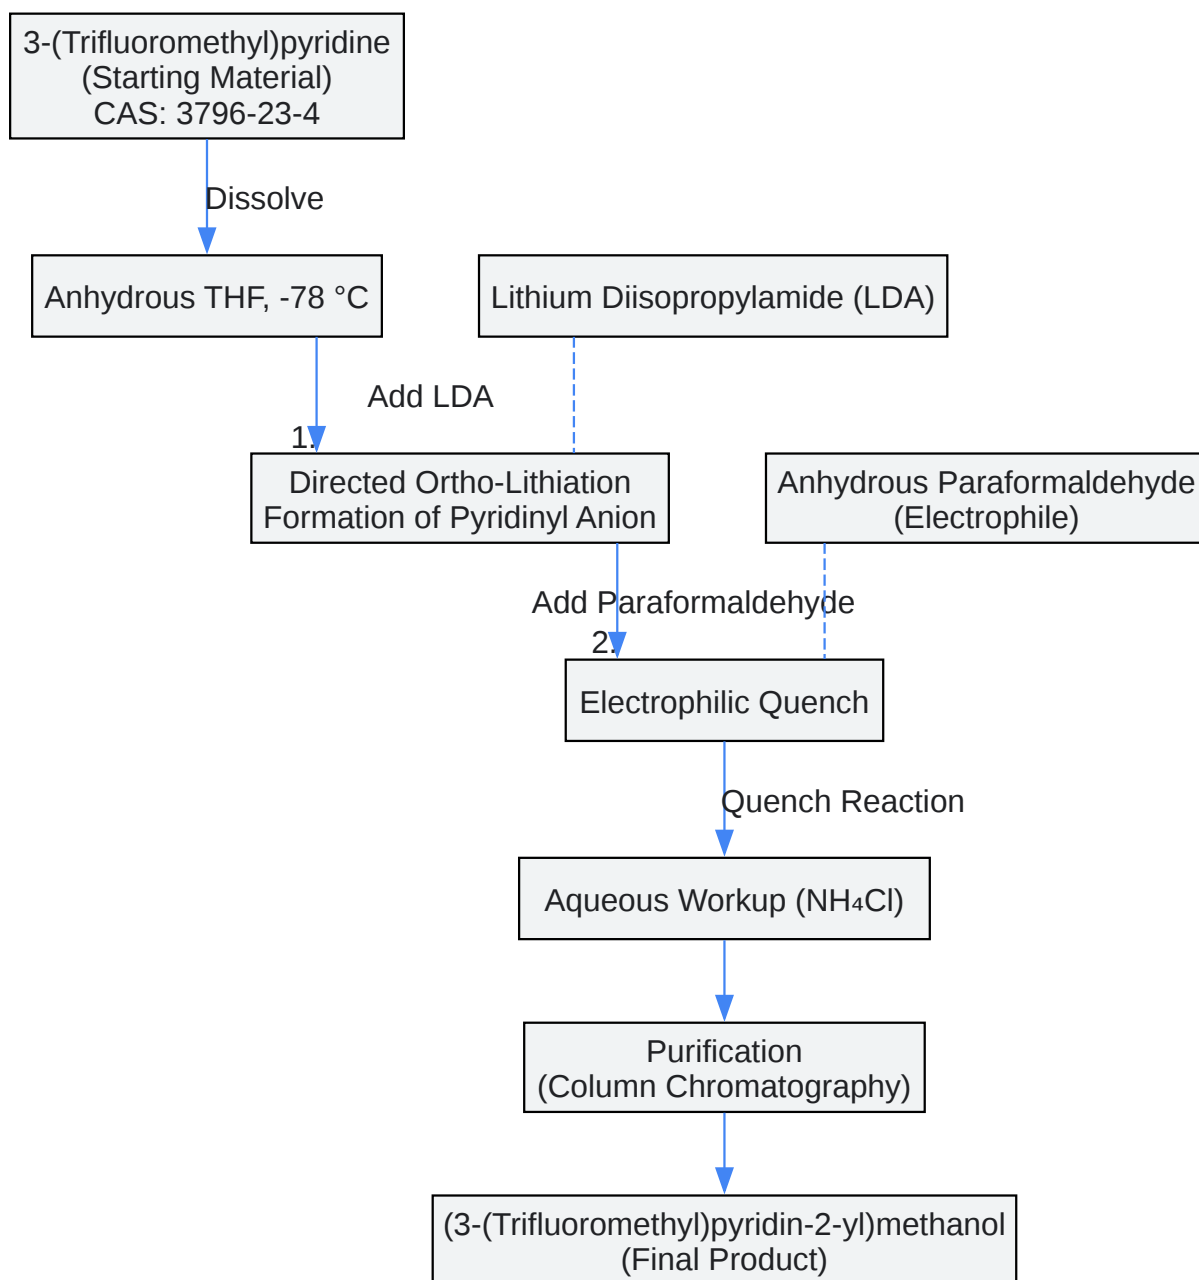 3-(Trifluoromethyl)pyridine
(Starting Material)
CAS: 3796-23-4
Dissolve
Anhydrous THF, -78 °C
Lithium Diisopropylamide (LDA)
Add LDA
1.
Directed Ortho-Lithiation
Formation of Pyridinyl Anion
Anhydrous Paraformaldehyde
(Electrophile)
Add Paraformaldehyde
2.
Electrophilic Quench
Quench Reaction
Aqueous Workup (NH₄Cl)
Purification
(Column Chromatography)
(3-(Trifluoromethyl)pyridin-2-yl)methanol
(Final Product)